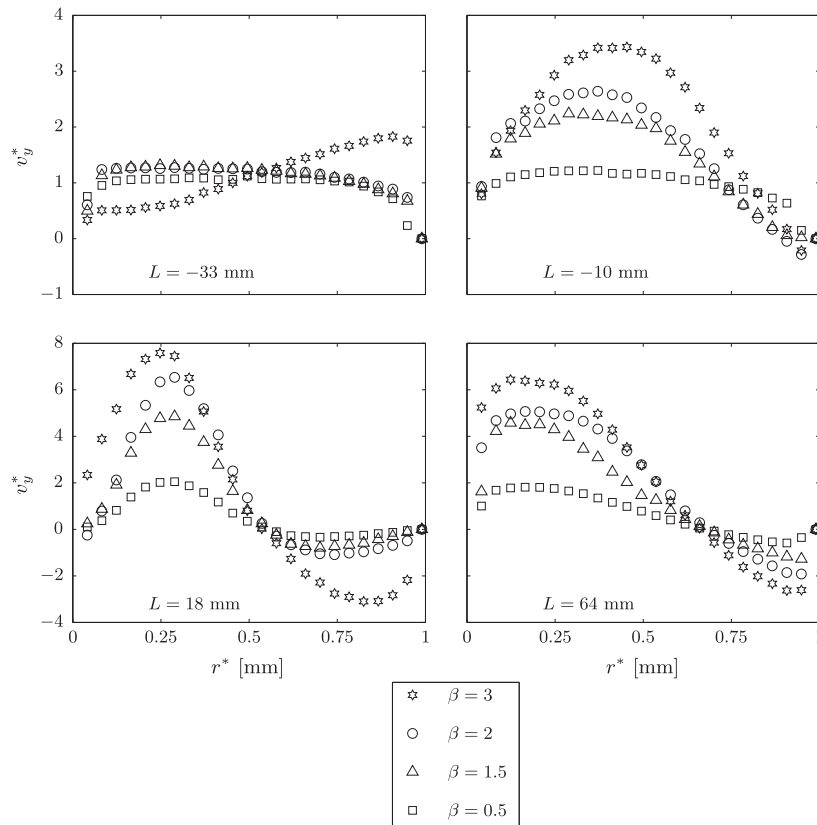 4
3
2
1
0
−1
v*y
L = −33 mm
L = −10 mm
8
6
4
2
0
−2
−4
v*y
L = 18 mm
L = 64 mm
0 0.25 0.5 0.75 1
0 0.25 0.5 0.75 1
r* [mm]
r* [mm]
β = 3
β = 2
β = 1.5
β = 0.5